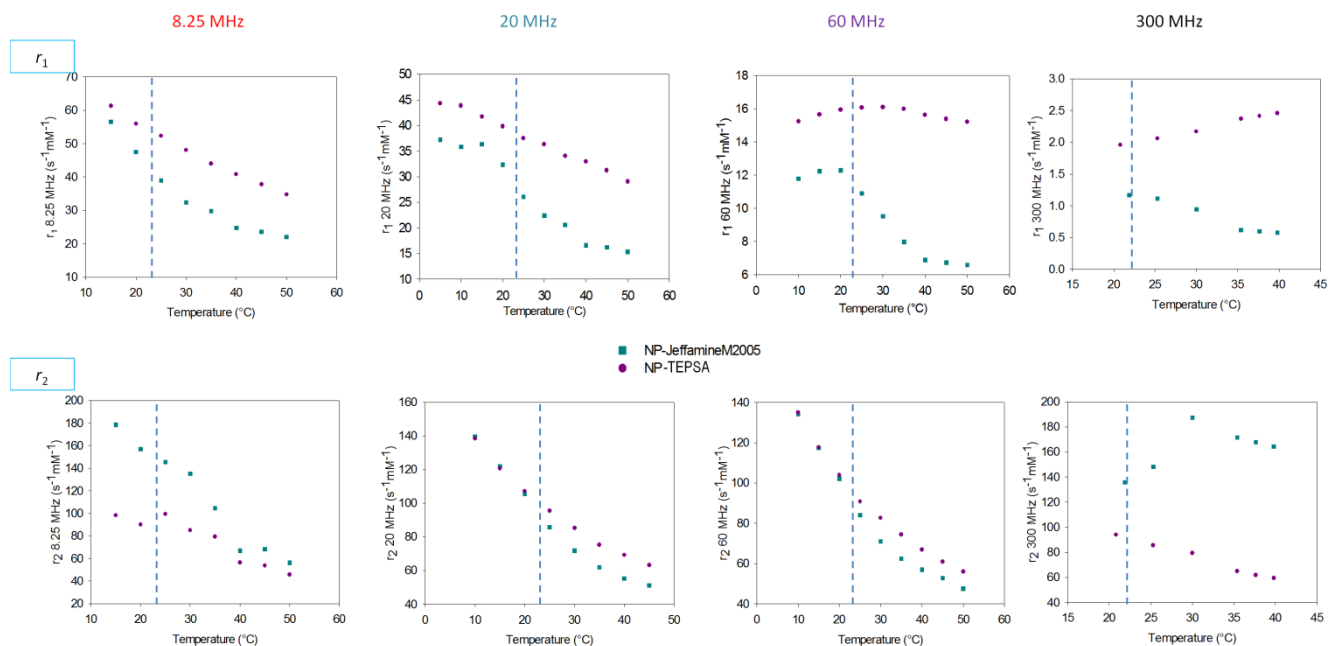 8.25 MHz
20 MHz
60 MHz
300 MHz
r1
r1 8.25 MHz (s-1mM-1)
70
60
50
40
30
20
10
10 20 30 40 50 60
Temperature (°C)
r1 20 MHz (s-1mM-1)
50
45
40
35
30
25
20
15
10
0 10 20 30 40 50 60
Temperature (°C)
r1 60 MHz (s-1mM-1)
18
16
14
12
10
8
6
0 10 20 30 40 50 60
Temperature (°C)
r1 300 MHz (s-1mM-1)
3.0
2.5
2.0
1.5
1.0
0.5
0.0
15 20 25 30 35 40 45
Temperature (°C)
NP-JeffamineM2005
NP-TEPSA
r2
r2 8.25 MHz (s-1mM-1)
200
180
160
140
120
100
80
60
40
20
10 20 30 40 50 60
Temperature (°C)
r2 20 MHz (s-1mM-1)
160
140
120
100
80
60
40
0 10 20 30 40 50
Temperature (°C)
r2 60 MHz (s-1mM-1)
140
120
100
80
60
40
0 10 20 30 40 50 60
Temperature (°C)
r2 300 MHz (s-1mM-1)
200
180
160
140
120
100
80
60
40
15 20 25 30 35 40 45
Temperature (°C)